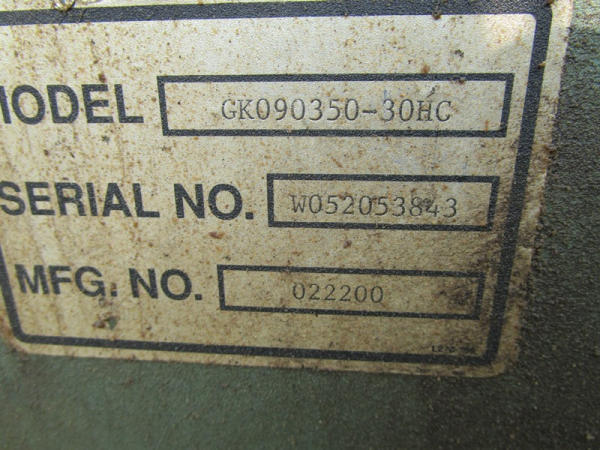 MODEL GK090350-30HC
SERIAL NO. W052053843
MFG. NO. 022200